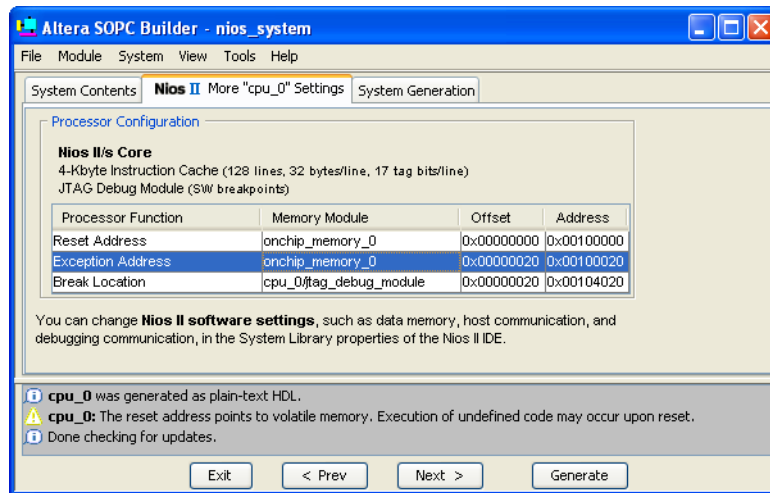 Altera SOPC Builder - nios_system
File Module System View Tools Help
System Contents Nios II More "cpu_0" Settings System Generation
Processor Configuration
Nios II/s Core
4-Kbyte Instruction Cache (128 lines, 32 bytes/line, 17 tag bits/line)
JTAG Debug Module (SW breakpoints)
Processor Function Memory Module Offset Address
Reset Address onchip_memory_0 0x00000000 0x00100000
Exception Address onchip_memory_0 0x00000020 0x00100020
Break Location cpu_0/jtag_debug_module 0x00000020 0x00104020
You can change Nios II software settings, such as data memory, host communication, and
debugging communication, in the System Library properties of the Nios II IDE.
cpu_0 was generated as plain-text HDL.
cpu_0: The reset address points to volatile memory. Execution of undefined code may occur upon reset.
Done checking for updates.
Exit < Prev Next > Generate